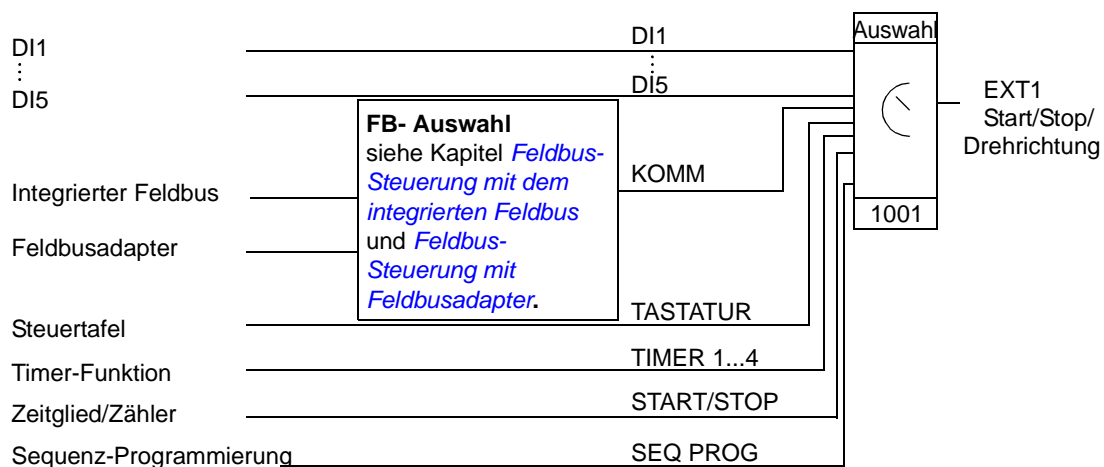 DI1
DI1
Auswahl
DI5
DI5
EXT1
Start/Stop/
Drehrichtung
FB- Auswahl
siehe Kapitel Feldbus-
Steuerung mit dem
integrierten Feldbus
und Feldbus-
Steuerung mit
Feldbusadapter.
Integrierter Feldbus
KOMM
1001
Feldbusadapter
Steuertafel
TASTATUR
Timer-Funktion
TIMER 1...4
Zeitglied/Zähler
START/STOP
Sequenz-Programmierung
SEQ PROG